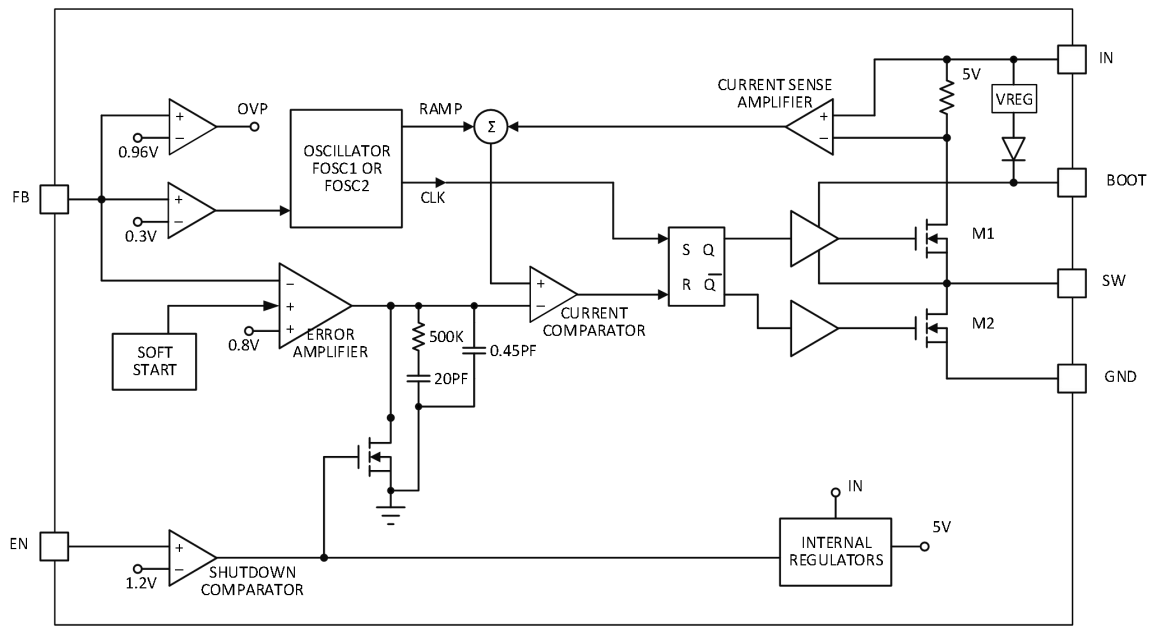 IN
5V
CURRENT SENSE
AMPLIFIER
VREG
OVP
RAMP
+
−
0.96V
Σ
+
−
OSCILLATOR
FOSC1 OR
FOSC2
BOOT
FB
+
−
0.3V
CLK
M1
S Q
R Q̅
SW
−
+
+
0.8V
ERROR
AMPLIFIER
+
−
CURRENT
COMPARATOR
M2
SOFT
START
500K
0.45PF
20PF
GND
IN
5V
INTERNAL
REGULATORS
EN
+
−
1.2V
SHUTDOWN
COMPARATOR